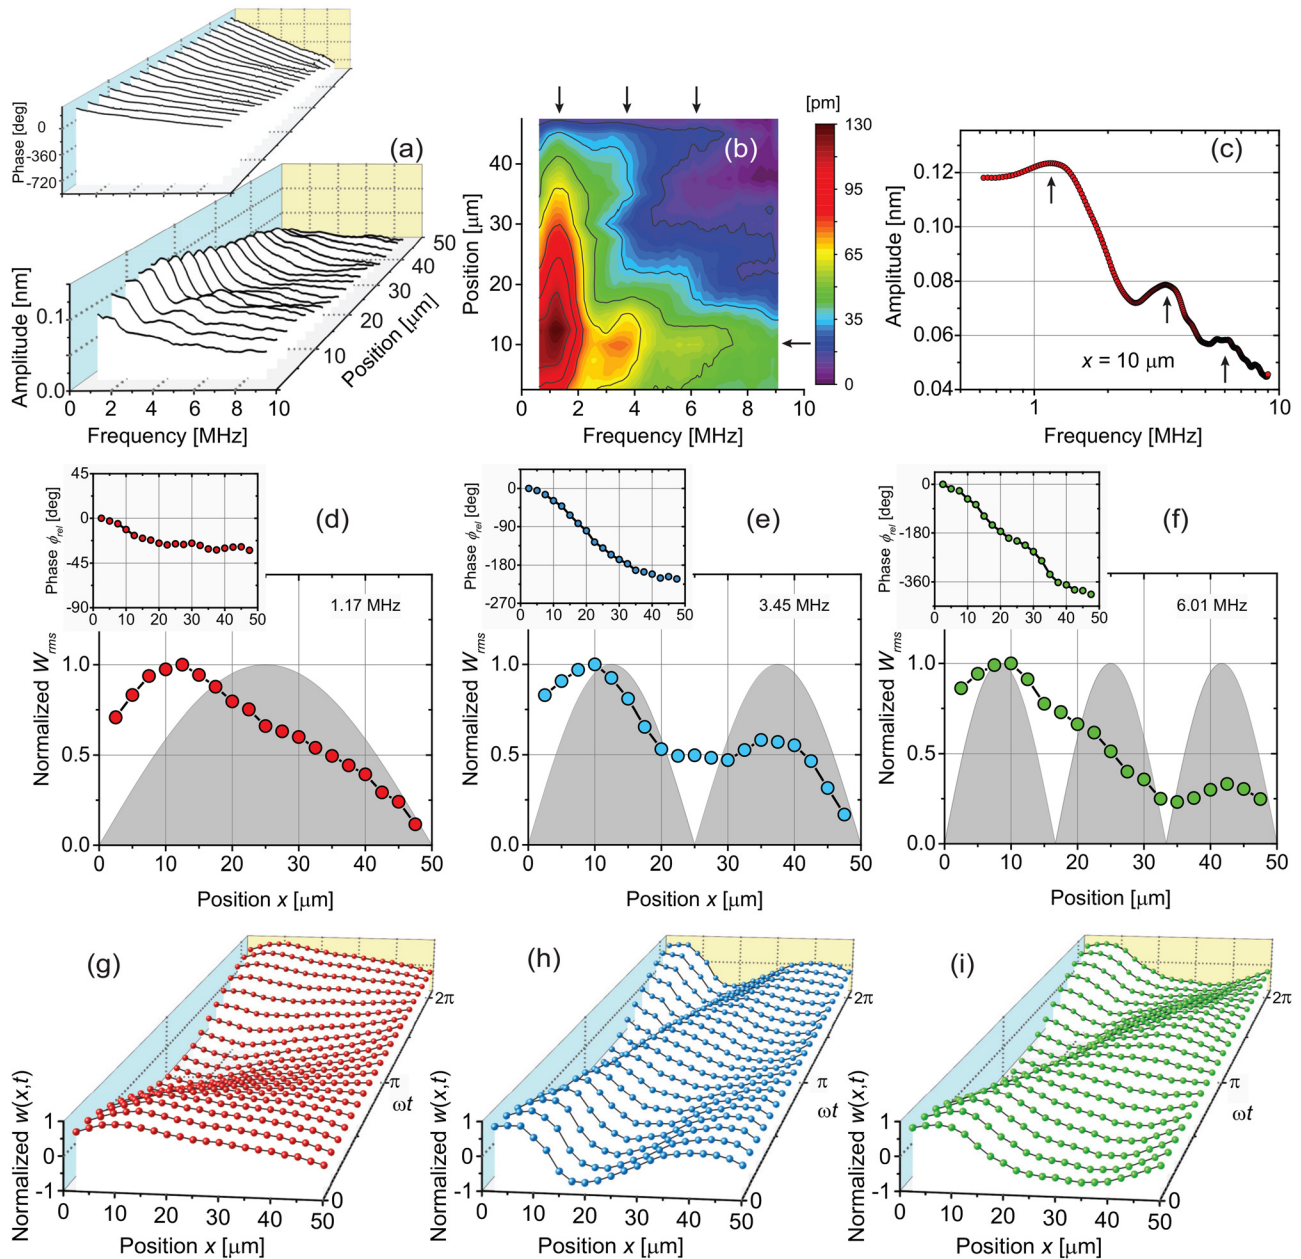 Phase [deg]
0
-360
-720
(a)
Amplitude [nm]
0.1
0.0
0 2 4 6 8 10
Frequency [MHz]
10 20 30 40 50
Position [μm]
(b)
[pm]
130
95
65
35
0
Position [μm]
40
30
20
10
0 2 4 6 8 10
Frequency [MHz]
(c)
Amplitude [nm]
0.12
0.10
0.08
0.06
0.04
x = 10 μm
1 10
Frequency [MHz]
Phase ϕrel [deg]
45
0
-45
-90
0 10 20 30 40 50
(d)
1.17 MHz
Normalized Wrms
1.0
0.5
0.0
0 10 20 30 40 50
Position x [μm]
Phase ϕrel [deg]
0
-90
-180
-270
0 10 20 30 40 50
(e)
3.45 MHz
Normalized Wrms
1.0
0.5
0.0
0 10 20 30 40 50
Position x [μm]
Phase ϕrel [deg]
0
-180
-360
0 10 20 30 40 50
(f)
6.01 MHz
Normalized Wrms
1.0
0.5
0.0
0 10 20 30 40 50
Position [μm]
(g)
Normalized w(x,t)
1
0
-1
0 10 20 30 40 50
Position x [μm]
0
π
2π
ωt
(h)
Normalized w(x,t)
1
0
-1
0 10 20 30 40 50
Position x [μm]
0
π
2π
ωt
(i)
Normalized w(x,t)
1
0
-1
0 10 20 30 40 50
Position x [μm]
0
π
2π
ωt